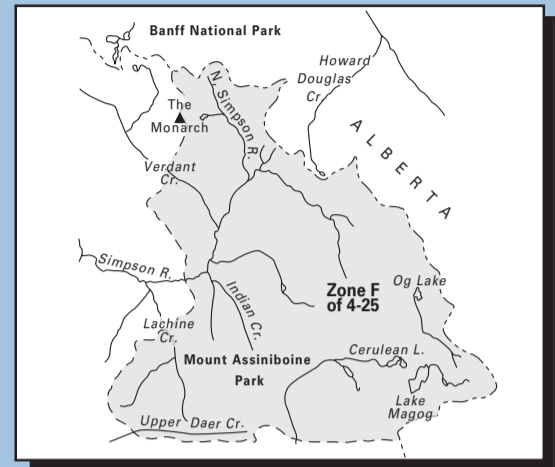 Banff National Park
Howard
Douglas
Cr.
N. Simpson R.
The
Monarch
ALBERTA
Verdant
Cr.
Simpson R.
Indian Cr.
Zone F
of 4-25
Og Lake
Lachine
Cr.
Cerulean L.
Mount Assiniboine
Park
Lake
Magog
Upper Daer Cr.